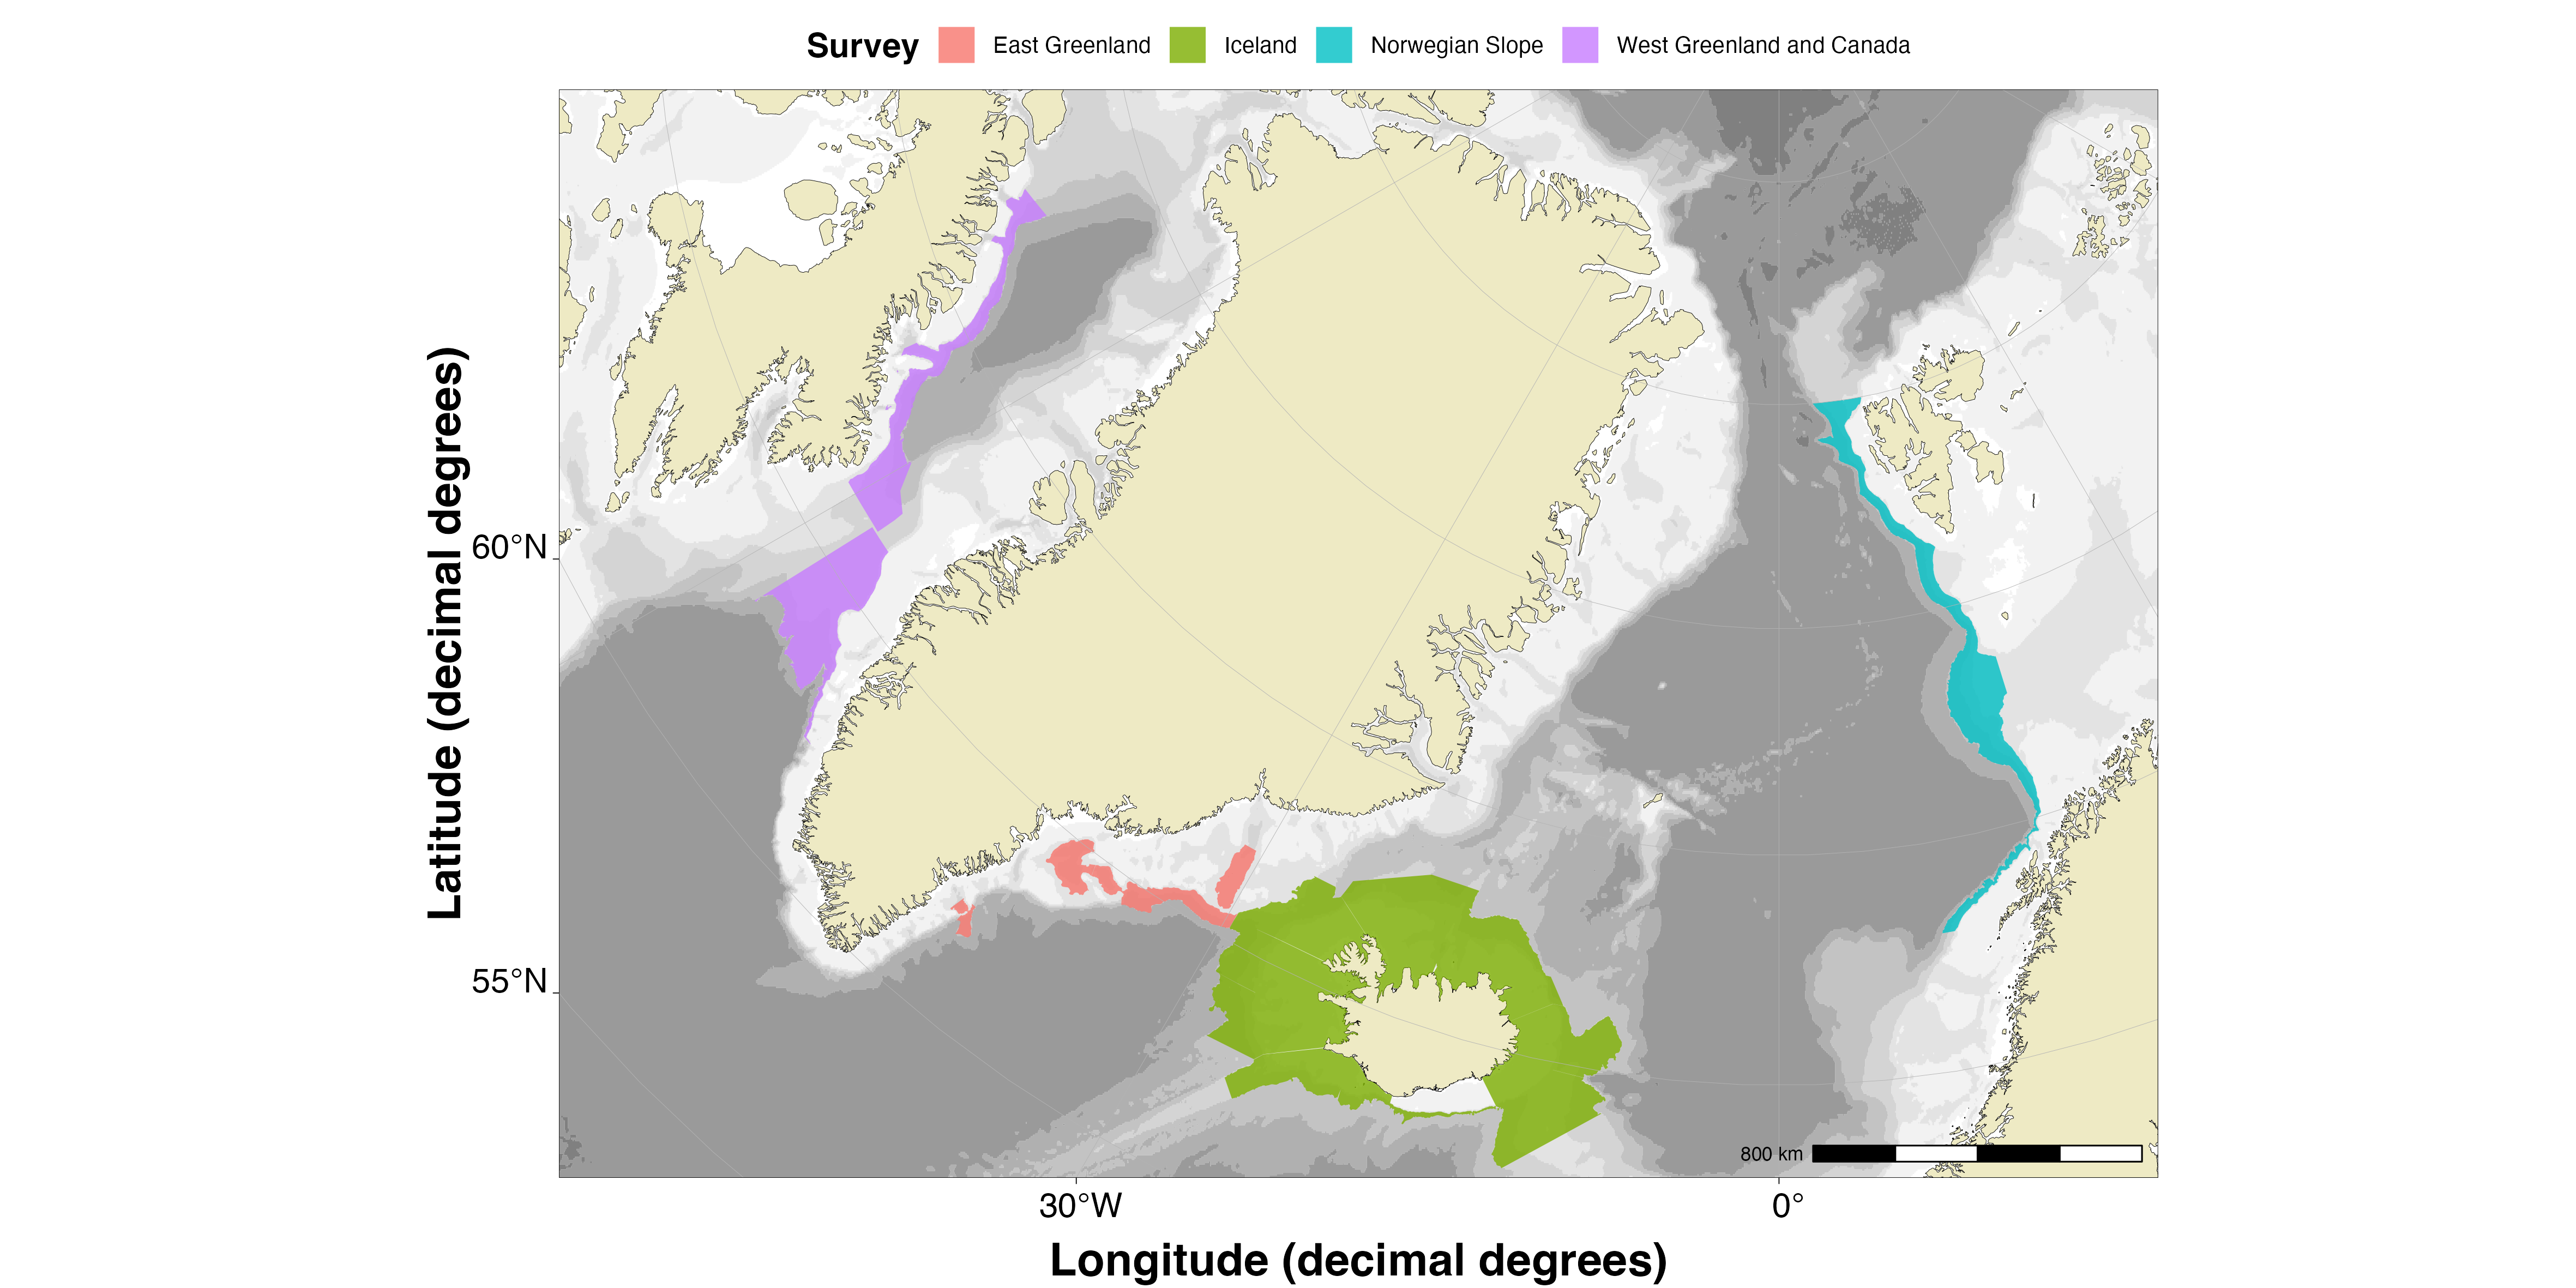 Survey East Greenland Iceland Norwegian Slope West Greenland and Canada
Latitude (decimal degrees)
60°N
55°N
800 km
30°W 0°
Longitude (decimal degrees)